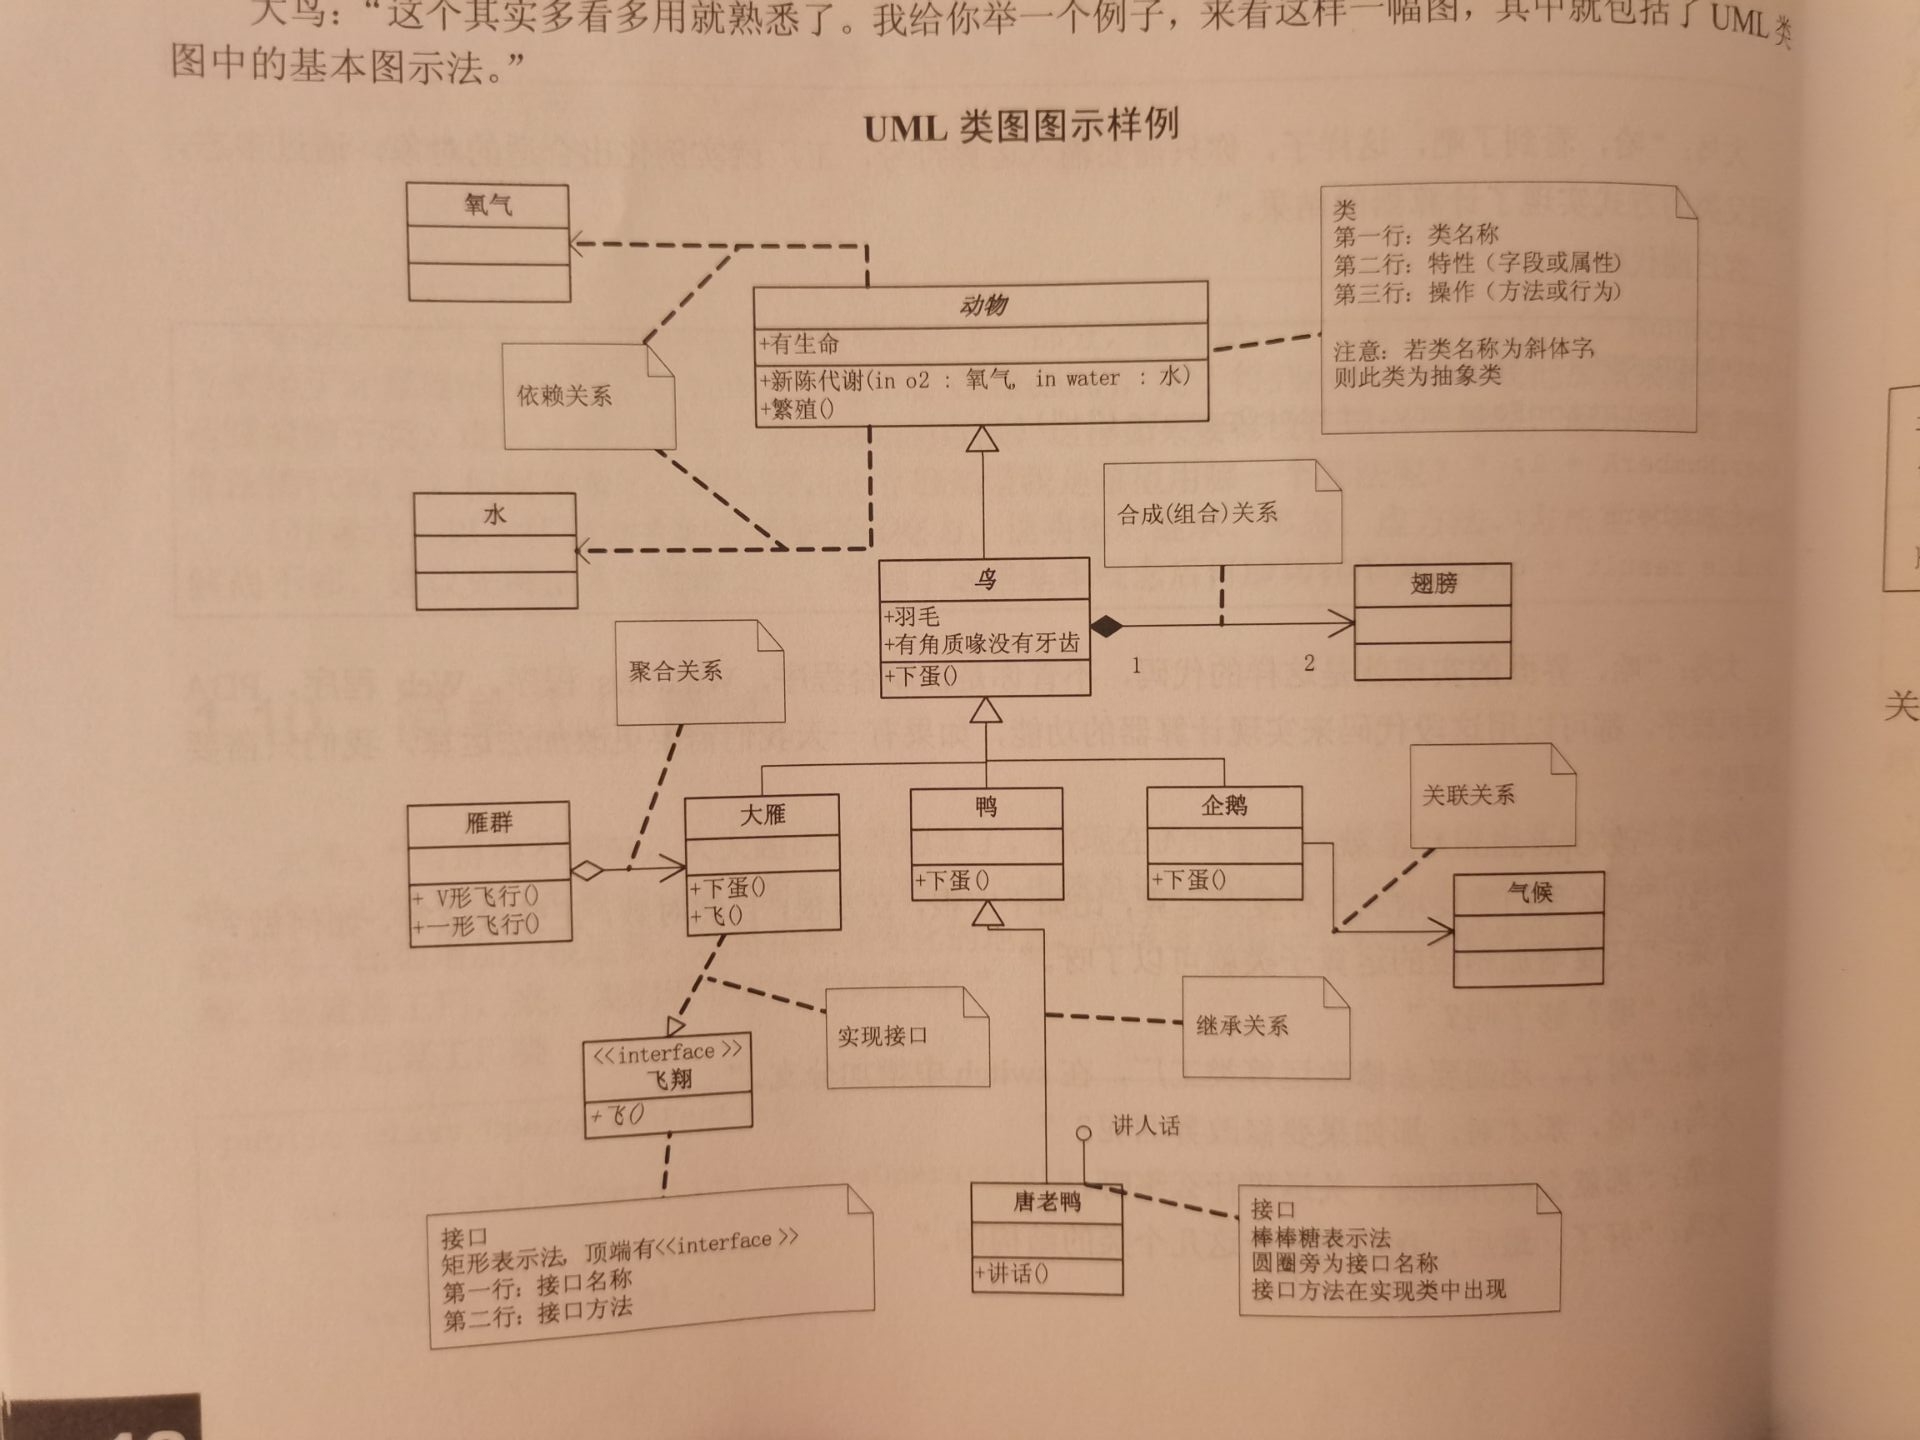 大鸟：“这个其实多看多用就熟悉了。我给你举一个例子，来看这样一幅图，其中就包括了UML类
图中的基本图示法。”
UML 类图图示样例
氧气
类
第一行：类名称
第二行：特性（字段或属性）
第三行：操作（方法或行为）
注意：若类名称为斜体字，
则此类为抽象类
动物
+有生命
+新陈代谢(in o2 : 氧气, in water : 水)
+繁殖()
依赖关系
水
合成(组合)关系
鸟
+羽毛
+有角质喙没有牙齿
+下蛋()
1
2
翅膀
聚合关系
关联关系
雁群
+ V形飞行()
+一形飞行()
大雁
+下蛋()
+飞()
鸭
+下蛋()
企鹅
+下蛋()
气候
实现接口
继承关系
<<interface >>
飞翔
+飞()
讲人话
唐老鸭
+讲话()
接口
矩形表示法，顶端有<<interface >>
第一行：接口名称
第二行：接口方法
接口
棒棒糖表示法
圆圈旁为接口名称
接口方法在实现类中出现
关